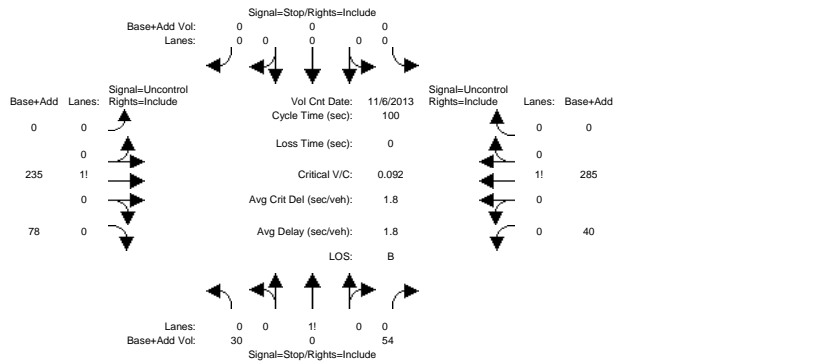 Signal=Stop/Rights=Include
Base+Add Vol: 0 0 0
Lanes: 0 0 0 0 0
Signal=Uncontrol Signal=Uncontrol
Base+Add Lanes: Rights=Include Vol Cnt Date: 11/6/2013 Rights=Include Lanes: Base+Add
Cycle Time (sec): 100
0 0 0 0
Loss Time (sec): 0
0 0
235 1! Critical V/C: 0.092 1! 285
0 Avg Crit Del (sec/veh): 1.8 0
78 0 Avg Delay (sec/veh): 1.8 0 40
LOS: B
Lanes: 0 0 1! 0 0
Base+Add Vol: 30 0 54
Signal=Stop/Rights=Include